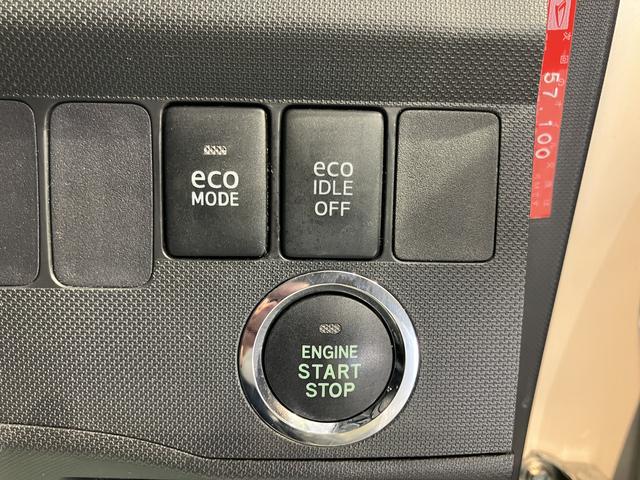 eco
MODE
eco
IDLE
OFF
ENGINE
START
STOP
57,100